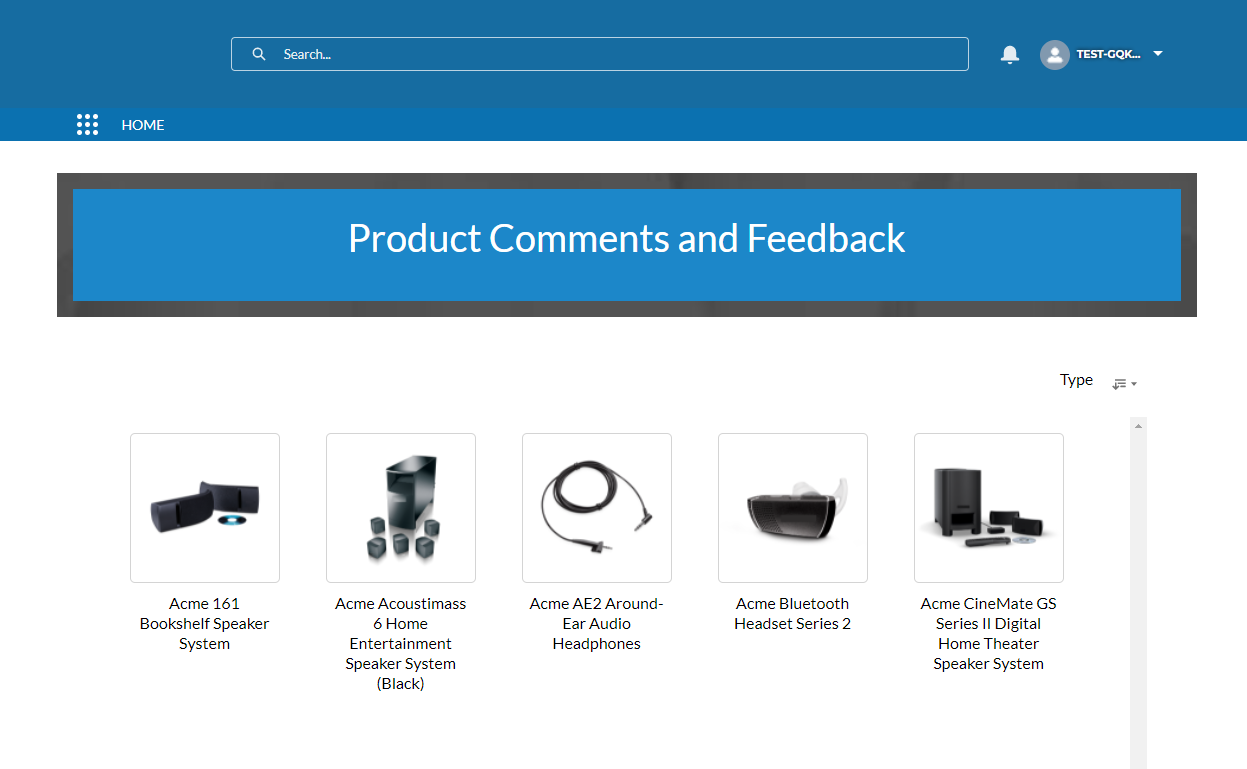 Search...
TEST-GQK...
HOME
Product Comments and Feedback
Type
Acme 161
Bookshelf Speaker
System
Acme Acoustimass
6 Home
Entertainment
Speaker System
(Black)
Acme AE2 Around-
Ear Audio
Headphones
Acme Bluetooth
Headset Series 2
Acme CineMate GS
Series II Digital
Home Theater
Speaker System